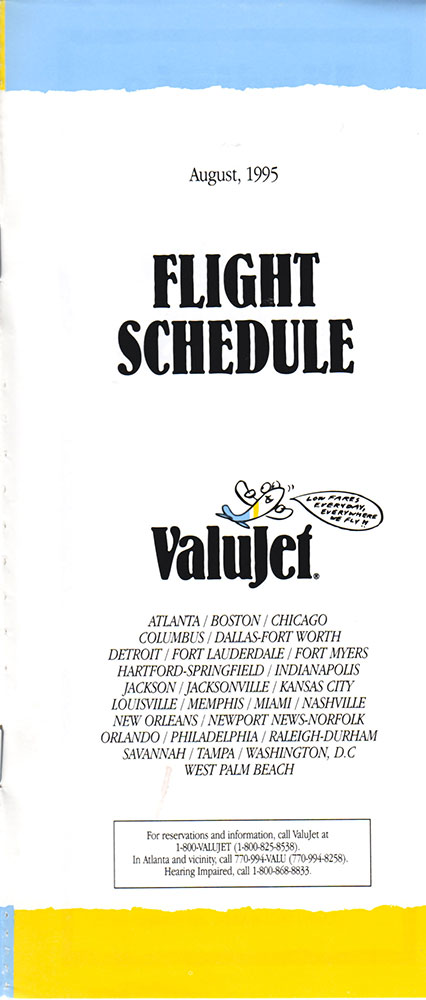 August, 1995
FLIGHT
SCHEDULE
LOW FARES
EVERYDAY,
EVERYWHERE
WE FLY!!
ValuJet®
ATLANTA / BOSTON / CHICAGO
COLUMBUS / DALLAS-FORT WORTH
DETROIT / FORT LAUDERDALE / FORT MYERS
HARTFORD-SPRINGFIELD / INDIANAPOLIS
JACKSON / JACKSONVILLE / KANSAS CITY
LOUISVILLE / MEMPHIS / MIAMI / NASHVILLE
NEW ORLEANS / NEWPORT NEWS-NORFOLK
ORLANDO / PHILADELPHIA / RALEIGH-DURHAM
SAVANNAH / TAMPA / WASHINGTON, D.C
WEST PALM BEACH
For reservations and information, call ValuJet at
1-800-VALUJET (1-800-825-8538).
In Atlanta and vicinity, call 770-994-VALU (770-994-8258).
Hearing Impaired, call 1-800-868-8833.